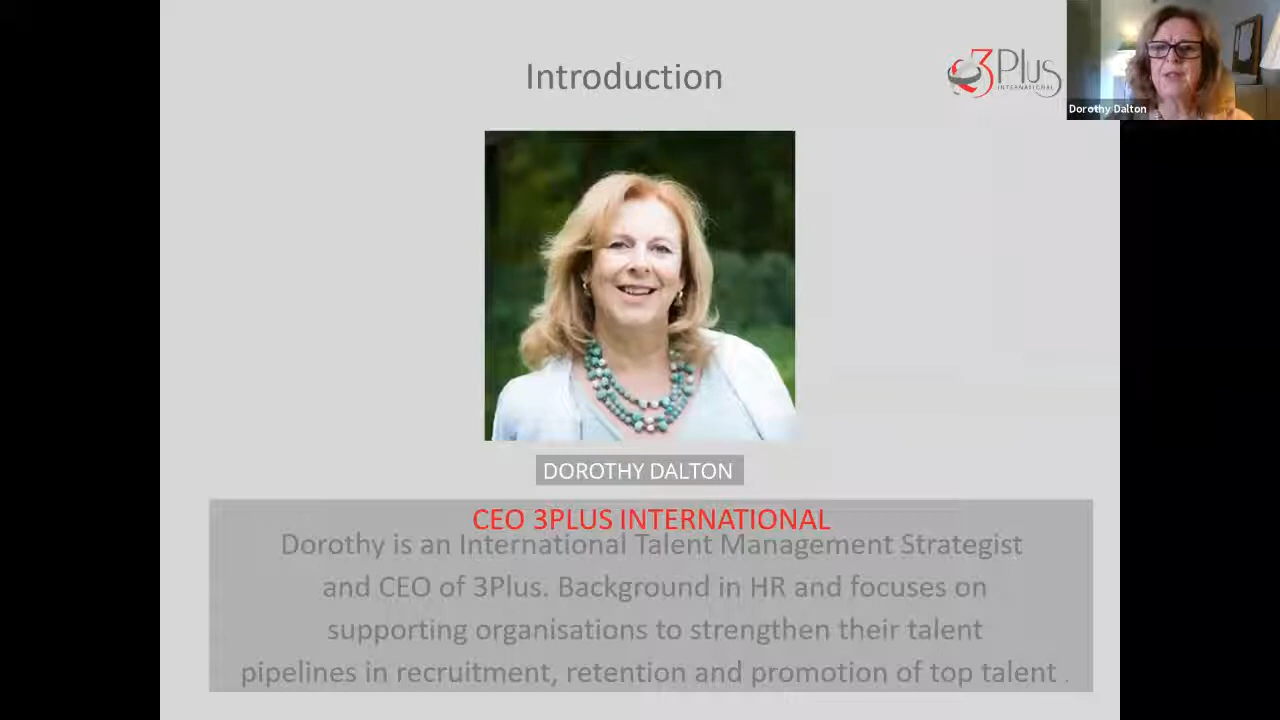 Introduction
3Plus
INTERNATIONAL
Dorothy Dalton
DOROTHY DALTON
CEO 3PLUS INTERNATIONAL
Dorothy is an International Talent Management Strategist
and CEO of 3Plus. Background in HR and focuses on
supporting organisations to strengthen their talent
pipelines in recruitment, retention and promotion of top talent .